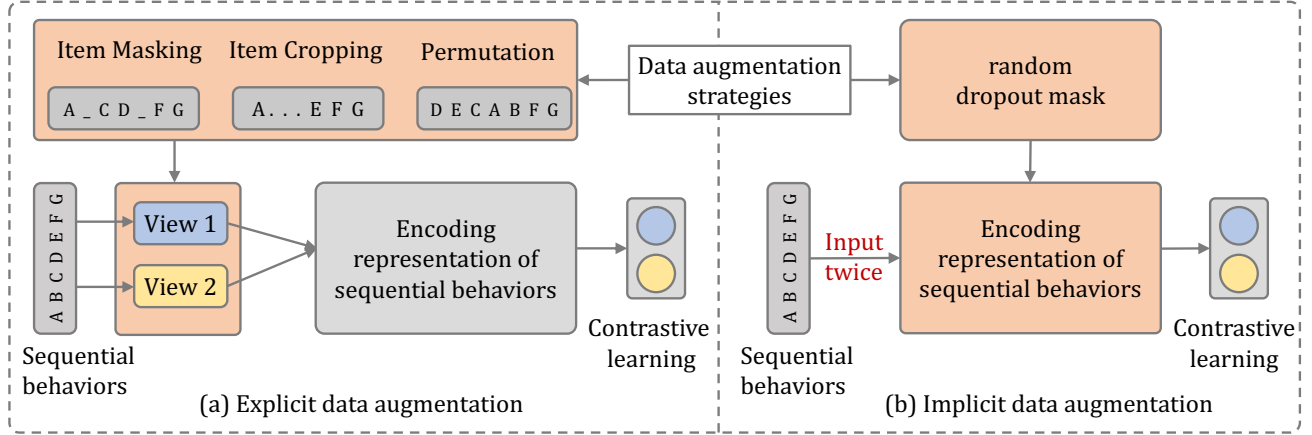 Item Masking
Item Cropping
Permutation
A _ C D _ F G
A . . . E F G
D E C A B F G
Data augmentation
strategies
random
dropout mask
A B C D E F G
View 1
View 2
Encoding
representation of
sequential behaviors
Contrastive
learning
Sequential
behaviors
(a) Explicit data augmentation
A B C D E F G
Input
twice
Encoding
representation of
sequential behaviors
Contrastive
learning
Sequential
behaviors
(b) Implicit data augmentation